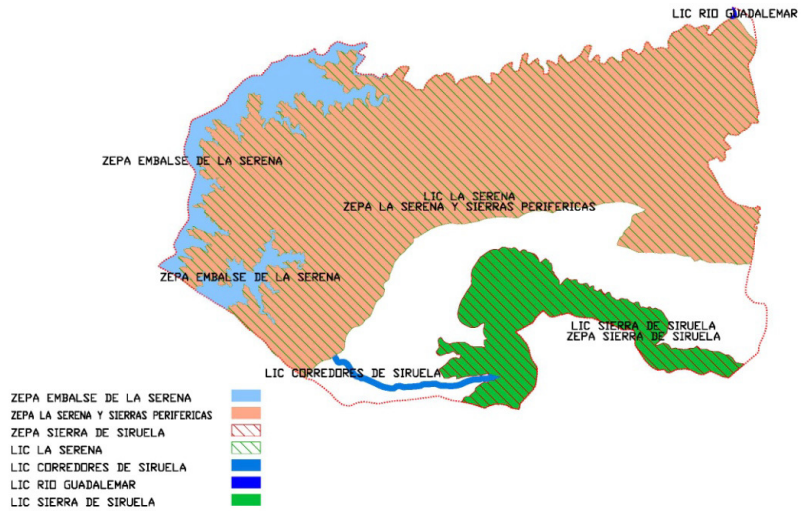 LIC RIO GUADALEMAR
ZEPA EMBALSE DE LA SERENA
LIC LA SERENA
ZEPA LA SERENA Y SIERRAS PERIFERICAS
ZEPA EMBALSE DE LA SERENA
LIC SIERRA DE SIRUELA
ZEPA SIERRA DE SIRUELA
LIC CORREDORES DE SIRUELA
ZEPA EMBALSE DE LA SERENA
ZEPA LA SERENA Y SIERRAS PERIFERICAS
ZEPA SIERRA DE SIRUELA
LIC LA SERENA
LIC CORREDORES DE SIRUELA
LIC RIO GUADALEMAR
LIC SIERRA DE SIRUELA